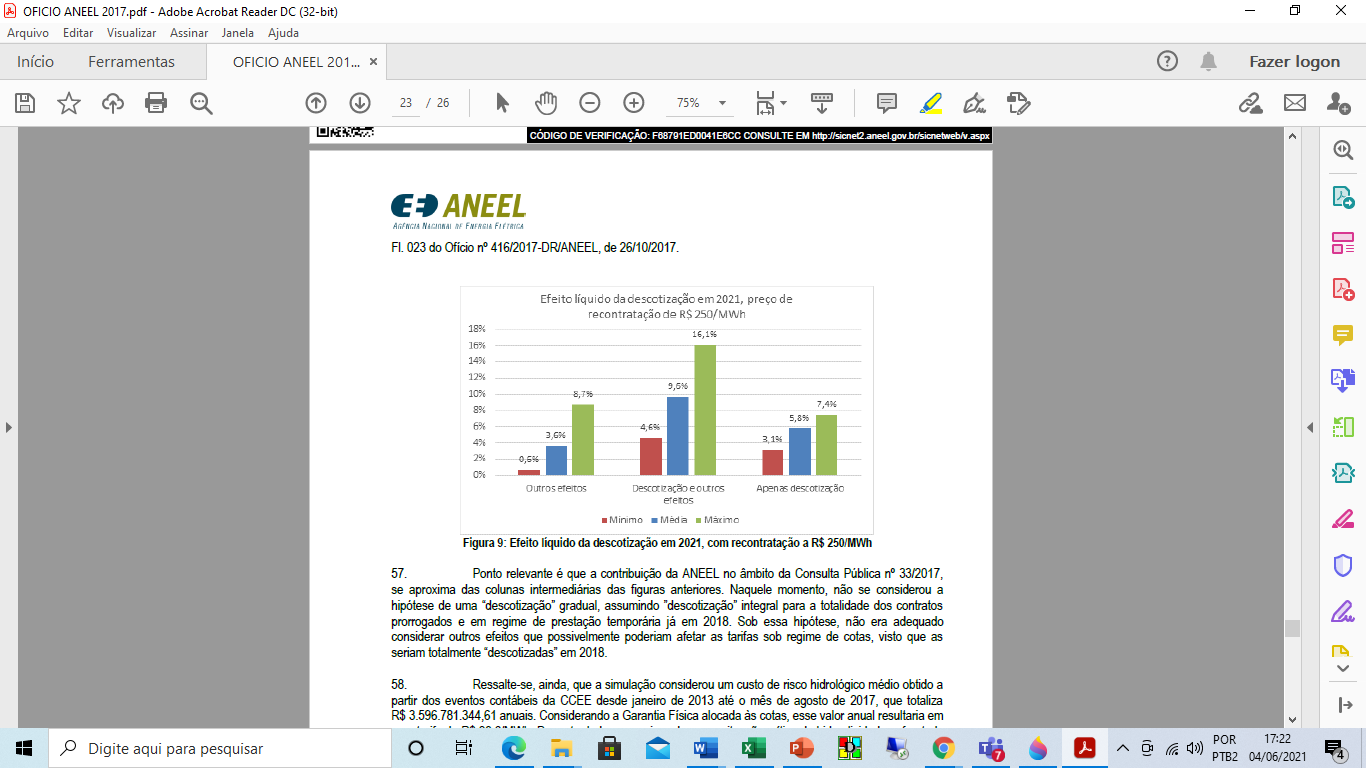 OFICIO ANEEL 2017.pdf - Adobe Acrobat Reader DC (32-bit)
Arquivo Editar Visualizar Assinar Janela Ajuda
Início Ferramentas OFICIO ANEEL 201... × Fazer logon
23 / 26 75%
CÓDIGO DE VERIFICAÇÃO: F68791ED0041E6CC CONSULTE EM http://sicnet2.aneel.gov.br/sicnetweb/v.aspx
ANEEL
AGÊNCIA NACIONAL DE ENERGIA ELÉTRICA
Fl. 023 do Ofício nº 416/2017-DR/ANEEL, de 26/10/2017.
Efeito líquido da descotização em 2021, preço de
recontratação de R$ 250/MWh
18%
16%
14%
12%
10%
8%
6%
4%
2%
0%
0,6% 3,6% 8,7%
4,6% 9,6% 16,1%
3,1% 5,8% 7,4%
Outros efeitos
Descotização e outros
efeitos
Apenas descotização
Mínimo Média Máximo
Figura 9: Efeito líquido da descotização em 2021, com recontratação a R$ 250/MWh
57. Ponto relevante é que a contribuição da ANEEL no âmbito da Consulta Pública nº 33/2017,
se aproxima das colunas intermediárias das figuras anteriores. Naquele momento, não se considerou a
hipótese de uma “descotização” gradual, assumindo ”descotização” integral para a totalidade dos contratos
prorrogados e em regime de prestação temporária já em 2018. Sob essa hipótese, não era adequado
considerar outros efeitos que possivelmente poderiam afetar as tarifas sob regime de cotas, visto que as
seriam totalmente “descotizadas” em 2018.
58. Ressalte-se, ainda, que a simulação considerou um custo de risco hidrológico médio obtido a
partir dos eventos contábeis da CCEE desde janeiro de 2013 até o mês de agosto de 2017, que totaliza
R$ 3.596.781.344,61 anuais. Considerando a Garantia Física alocada às cotas, esse valor anual resultaria em
Digite aqui para pesquisar
7
POR
PTB2
17:22
04/06/2021
4